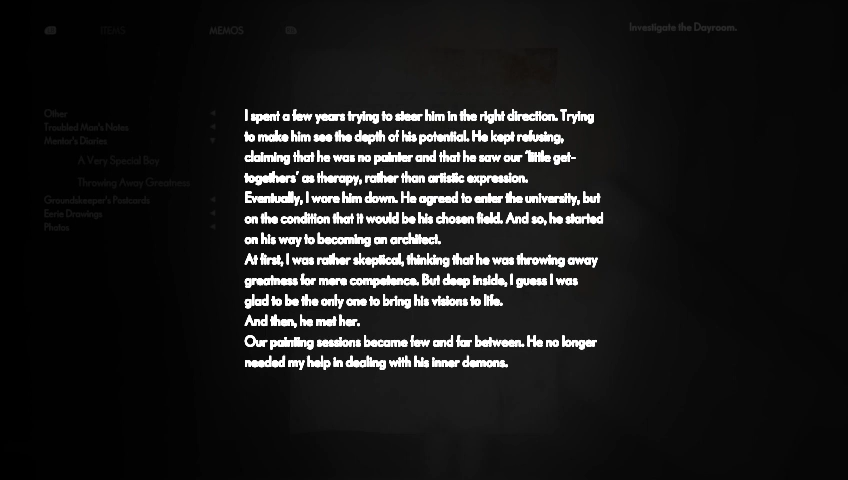 ITEMS
MEMOS
Investigate the Dayroom.
Other
Troubled Man's Notes
Mentor's Diaries
A Very Special Boy
Throwing Away Greatness
Groundskeeper's Postcards
Eerie Drawings
Photos
I spent a few years trying to steer him in the right direction. Trying
to make him see the depth of his potential. He kept refusing,
claiming that he was no painter and that he saw our 'little get-
togethers' as therapy, rather than artistic expression.
Eventually, I wore him down. He agreed to enter the university, but
on the condition that it would be his chosen field. And so, he started
on his way to becoming an architect.
At first, I was rather skeptical, thinking that he was throwing away
greatness for mere competence. But deep inside, I guess I was
glad to be the only one to bring his visions to life.
And then, he met her.
Our painting sessions became few and far between. He no longer
needed my help in dealing with his inner demons.